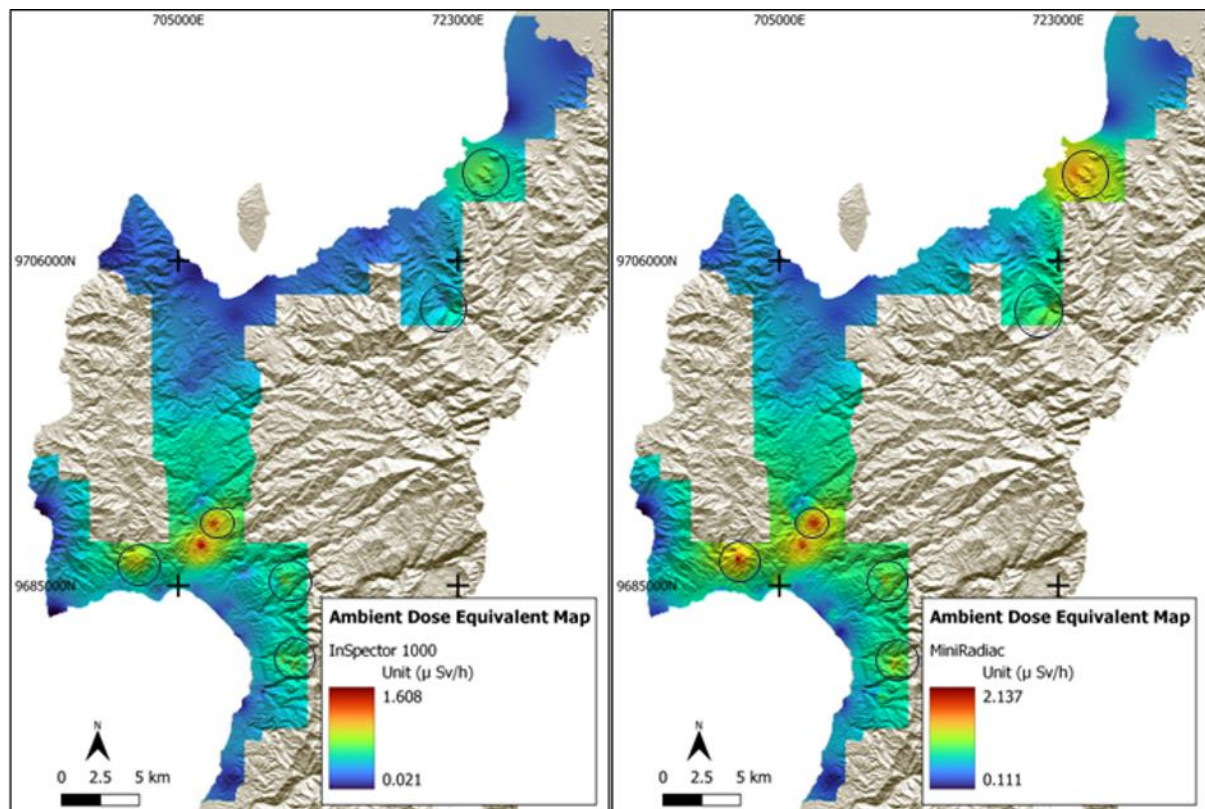 705000E 723000E
9706000N
9685000N
Ambient Dose Equivalent Map
InSpector 1000
Unit (μ Sv/h)
1.608
0.021
N
0 2.5 5 km
705000E 723000E
9706000N
9685000N
Ambient Dose Equivalent Map
MiniRadiac
Unit (μ Sv/h)
2.137
0.111
N
0 2.5 5 km